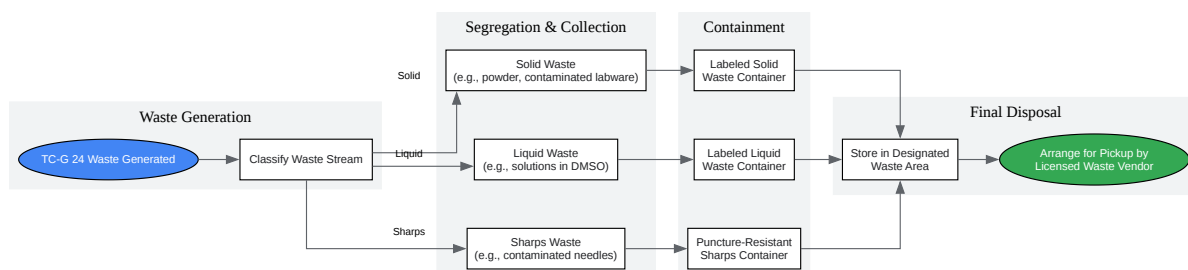 Segregation & Collection
Containment
Solid Waste
(e.g., powder, contaminated labware)
Labeled Solid
Waste Container
Solid
Waste Generation
Final Disposal
TC-G 24 Waste Generated
Classify Waste Stream
Liquid
Liquid Waste
(e.g., solutions in DMSO)
Labeled Liquid
Waste Container
Store in Designated
Waste Area
Arrange for Pickup by
Licensed Waste Vendor
Sharps
Sharps Waste
(e.g., contaminated needles)
Puncture-Resistant
Sharps Container